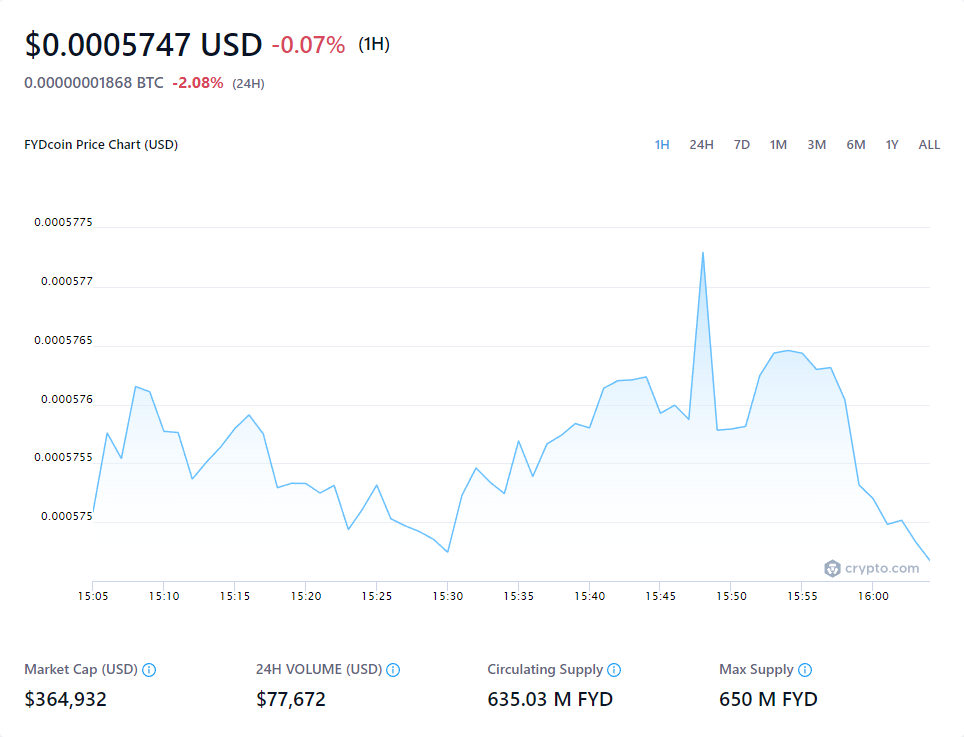 $0.0005747 USD -0.07% (1H)
0.00000001868 BTC -2.08% (24H)
FYDcoin Price Chart (USD)
1H 24H 7D 1M 3M 6M 1Y ALL
0.0005775
0.000577
0.0005765
0.000576
0.0005755
0.000575
crypto.com
15:05 15:10 15:15 15:20 15:25 15:30 15:35 15:40 15:45 15:50 15:55 16:00
Market Cap (USD) 24H VOLUME (USD) Circulating Supply Max Supply
$364,932 $77,672 635.03 M FYD 650 M FYD